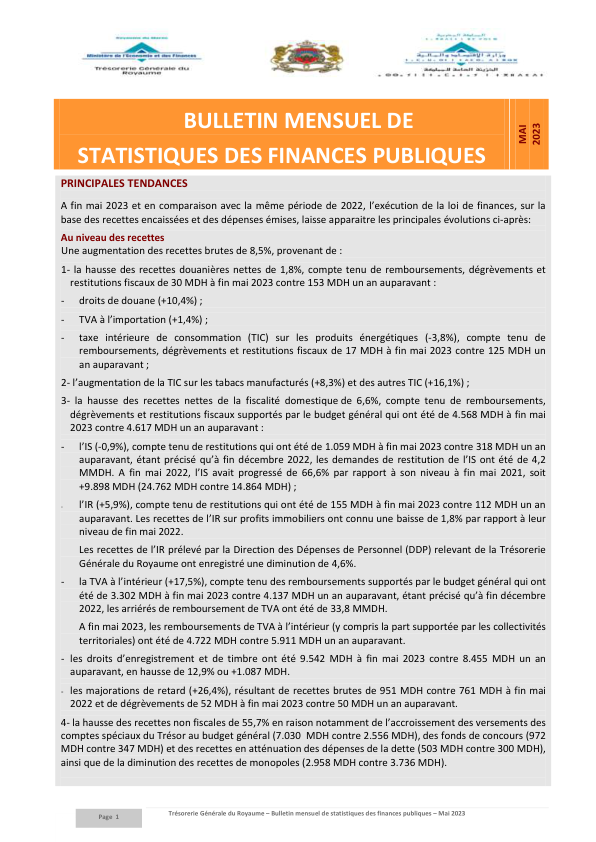 Royaume du Maroc
Ministère de l'Economie et des Finances
Trésorerie Générale du
Royaume
المملكة المغربية
وزارة الإقتصاد والمالية
الخزينة العامة للمملكة
BULLETIN MENSUEL DE
STATISTIQUES DES FINANCES PUBLIQUES
MAI
2023
PRINCIPALES TENDANCES
A fin mai 2023 et en comparaison avec la même période de 2022, l'exécution de la loi de finances, sur la
base des recettes encaissées et des dépenses émises, laisse apparaitre les principales évolutions ci-après:
Au niveau des recettes
Une augmentation des recettes brutes de 8,5%, provenant de :
1- la hausse des recettes douanières nettes de 1,8%, compte tenu de remboursements, dégrèvements et
restitutions fiscaux de 30 MDH à fin mai 2023 contre 153 MDH un an auparavant :
- droits de douane (+10,4%) ;
- TVA à l'importation (+1,4%) ;
- taxe intérieure de consommation (TIC) sur les produits énergétiques (-3,8%), compte tenu de
remboursements, dégrèvements et restitutions fiscaux de 17 MDH à fin mai 2023 contre 125 MDH un
an auparavant ;
2- l'augmentation de la TIC sur les tabacs manufacturés (+8,3%) et des autres TIC (+16,1%) ;
3- la hausse des recettes nettes de la fiscalité domestique de 6,6%, compte tenu de remboursements,
dégrèvements et restitutions fiscaux supportés par le budget général qui ont été de 4.568 MDH à fin mai
2023 contre 4.617 MDH un an auparavant :
- l'IS (-0,9%), compte tenu de restitutions qui ont été de 1.059 MDH à fin mai 2023 contre 318 MDH un an
auparavant, étant précisé qu'à fin décembre 2022, les demandes de restitution de l'IS ont été de 4,2
MMDH. A fin mai 2022, l'IS avait progressé de 66,6% par rapport à son niveau à fin mai 2021, soit
+9.898 MDH (24.762 MDH contre 14.864 MDH) ;
- l'IR (+5,9%), compte tenu de restitutions qui ont été de 155 MDH à fin mai 2023 contre 112 MDH un an
auparavant. Les recettes de l'IR sur profits immobiliers ont connu une baisse de 1,8% par rapport à leur
niveau de fin mai 2022.
Les recettes de l'IR prélevé par la Direction des Dépenses de Personnel (DDP) relevant de la Trésorerie
Générale du Royaume ont enregistré une diminution de 4,6%.
- la TVA à l'intérieur (+17,5%), compte tenu des remboursements supportés par le budget général qui ont
été de 3.302 MDH à fin mai 2023 contre 4.137 MDH un an auparavant, étant précisé qu'à fin décembre
2022, les arriérés de remboursement de TVA ont été de 33,8 MMDH.
A fin mai 2023, les remboursements de TVA à l'intérieur (y compris la part supportée par les collectivités
territoriales) ont été de 4.722 MDH contre 5.911 MDH un an auparavant.
- les droits d'enregistrement et de timbre ont été 9.542 MDH à fin mai 2023 contre 8.455 MDH un an
auparavant, en hausse de 12,9% ou +1.087 MDH.
- les majorations de retard (+26,4%), résultant de recettes brutes de 951 MDH contre 761 MDH à fin mai
2022 et de dégrèvements de 52 MDH à fin mai 2023 contre 50 MDH un an auparavant.
4- la hausse des recettes non fiscales de 55,7% en raison notamment de l'accroissement des versements des
comptes spéciaux du Trésor au budget général (7.030 MDH contre 2.556 MDH), des fonds de concours (972
MDH contre 347 MDH) et des recettes en atténuation des dépenses de la dette (503 MDH contre 300 MDH),
ainsi que de la diminution des recettes de monopoles (2.958 MDH contre 3.736 MDH).
Page 1
Trésorerie Générale du Royaume – Bulletin mensuel de statistiques des finances publiques – Mai 2023